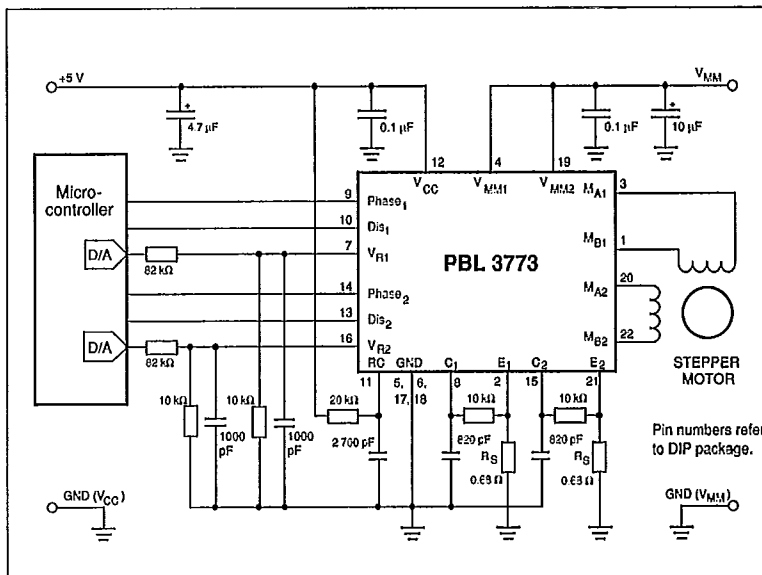 +5 V
V_MM
+
4.7 µF
0.1 µF
0.1 µF
+
10 µF
12
4
19
Micro-
controller
V_CC
V_MM1
V_MM2
9
Phase1
M_A1
3
10
Dis1
D/A
82 kΩ
7
V_R1
M_B1
1
PBL 3773
14
Phase2
M_A2
20
13
Dis2
D/A
82 kΩ
16
V_R2
M_B2
22
RC
GND
C1
E1
C2
E2
11
5,
17,
6,
18
8
2
15
21
STEPPER
MOTOR
10 kΩ
1000
pF
10 kΩ
1000
pF
20 kΩ
2 700 pF
10 kΩ
820 pF
R_S
0.68 Ω
10 kΩ
820 pF
R_S
0.68 Ω
Pin numbers refer
to DIP package.
GND (V_CC)
GND (V_MM)